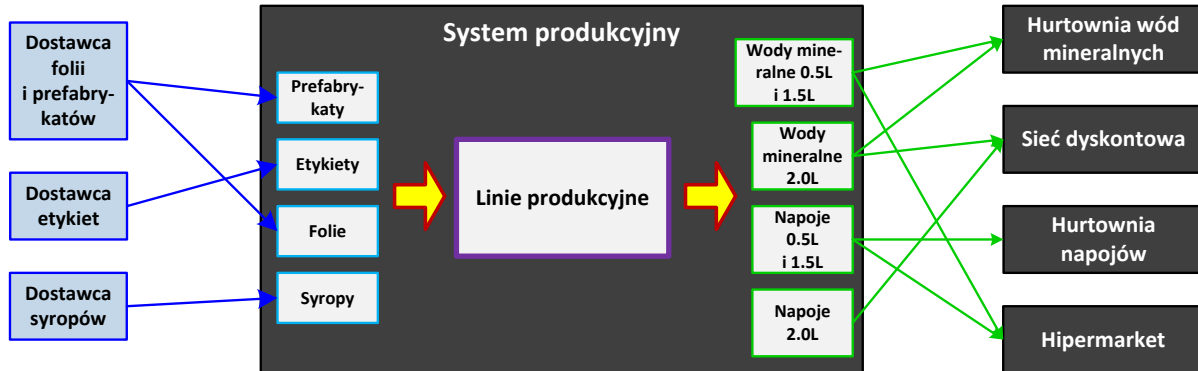 Dostawca
folii
i prefabry-
katów
Dostawca
etykiet
Dostawca
syropów
System produkcyjny
Prefabry-
katy
Etykiety
Folie
Syropy
Linie produkcyjne
Wody mine-
ralne 0.5L
i 1.5L
Wody
mineralne
2.0L
Napoje
0.5L
i 1.5L
Napoje
2.0L
Hurtownia wód
mineralnych
Sieć dyskontowa
Hurtownia
napojów
Hipermarket